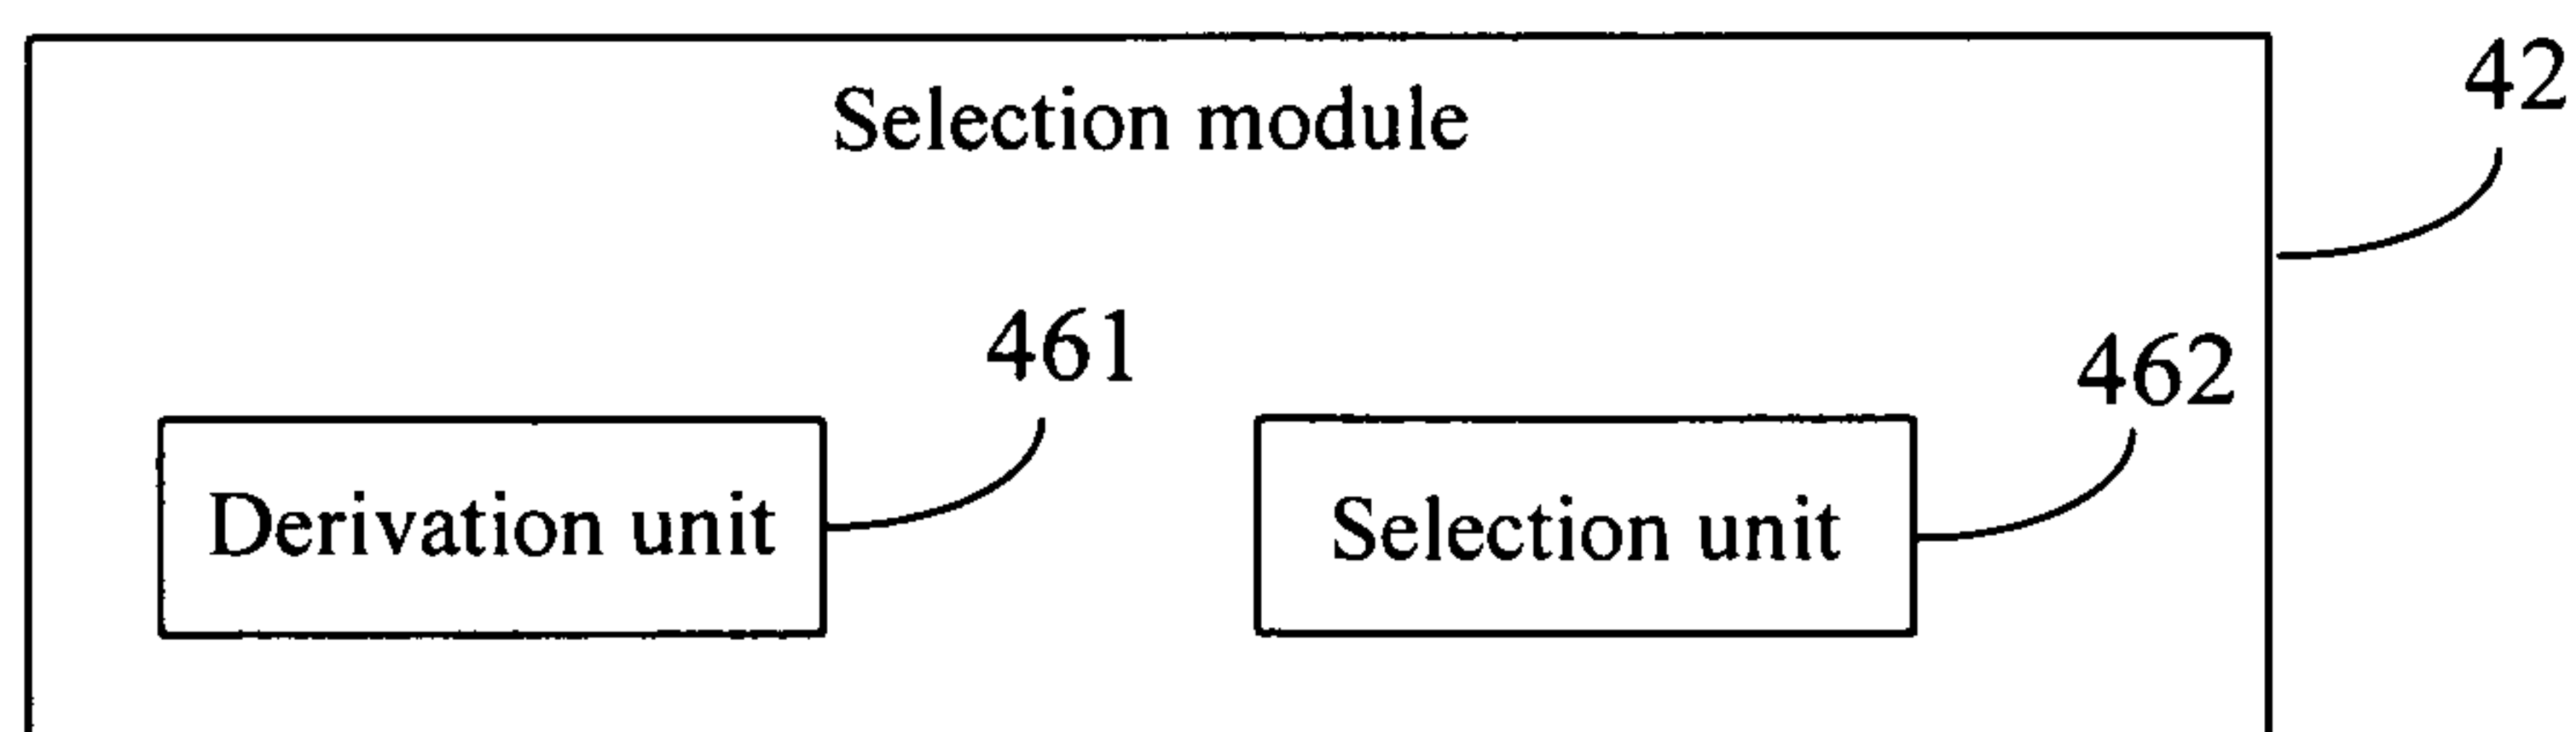 42
Selection module
461
462
Derivation unit
Selection unit